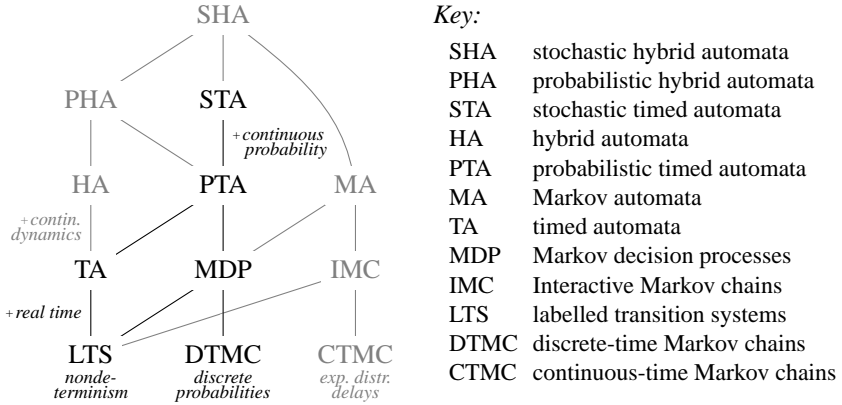 SHA
PHA STA
+continuous
probability
HA PTA MA
+contin.
dynamics
TA MDP IMC
+real time
LTS DTMC CTMC
nonde-
terminism
discrete
probabilities
exp. distr.
delays
Key:
SHA stochastic hybrid automata
PHA probabilistic hybrid automata
STA stochastic timed automata
HA hybrid automata
PTA probabilistic timed automata
MA Markov automata
TA timed automata
MDP Markov decision processes
IMC Interactive Markov chains
LTS labelled transition systems
DTMC discrete-time Markov chains
CTMC continuous-time Markov chains